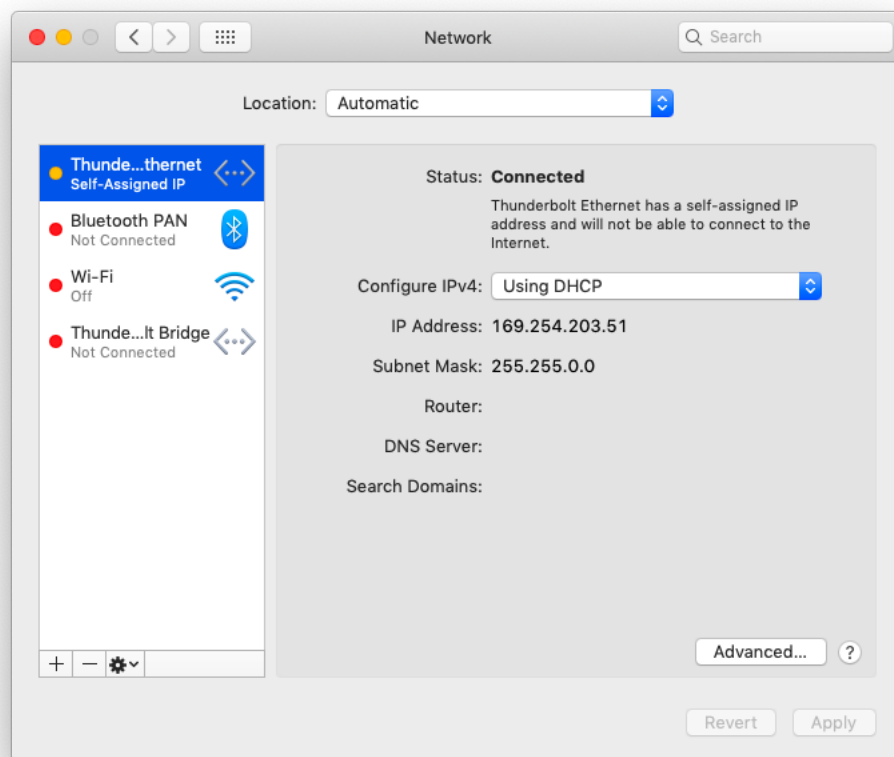 Network
Search
Location: Automatic
Thunde...thernet
Self-Assigned IP
Bluetooth PAN
Not Connected
Wi-Fi
Off
Thunde...lt Bridge
Not Connected
Status: Connected
Thunderbolt Ethernet has a self-assigned IP
address and will not be able to connect to the
Internet.
Configure IPv4: Using DHCP
IP Address: 169.254.203.51
Subnet Mask: 255.255.0.0
Router:
DNS Server:
Search Domains:
Advanced...
?
Revert
Apply